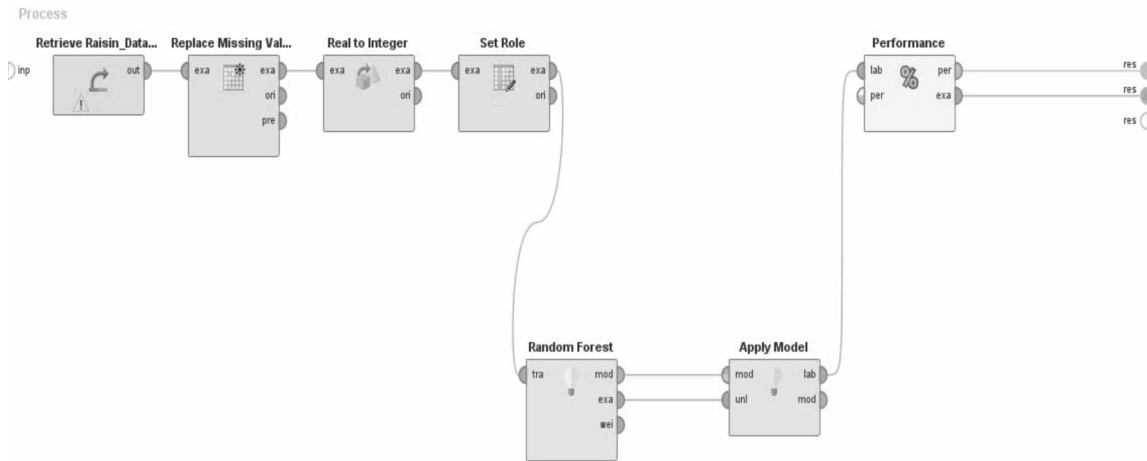 Process
Retrieve Raisin_Data... Replace Missing Val... Real to Integer Set Role Performance
inp out exa exa exa exa exa exa lab per res
ori ori ori per exa res
pre res
%
Random Forest Apply Model
tra mod mod lab
exa unl mod
wei